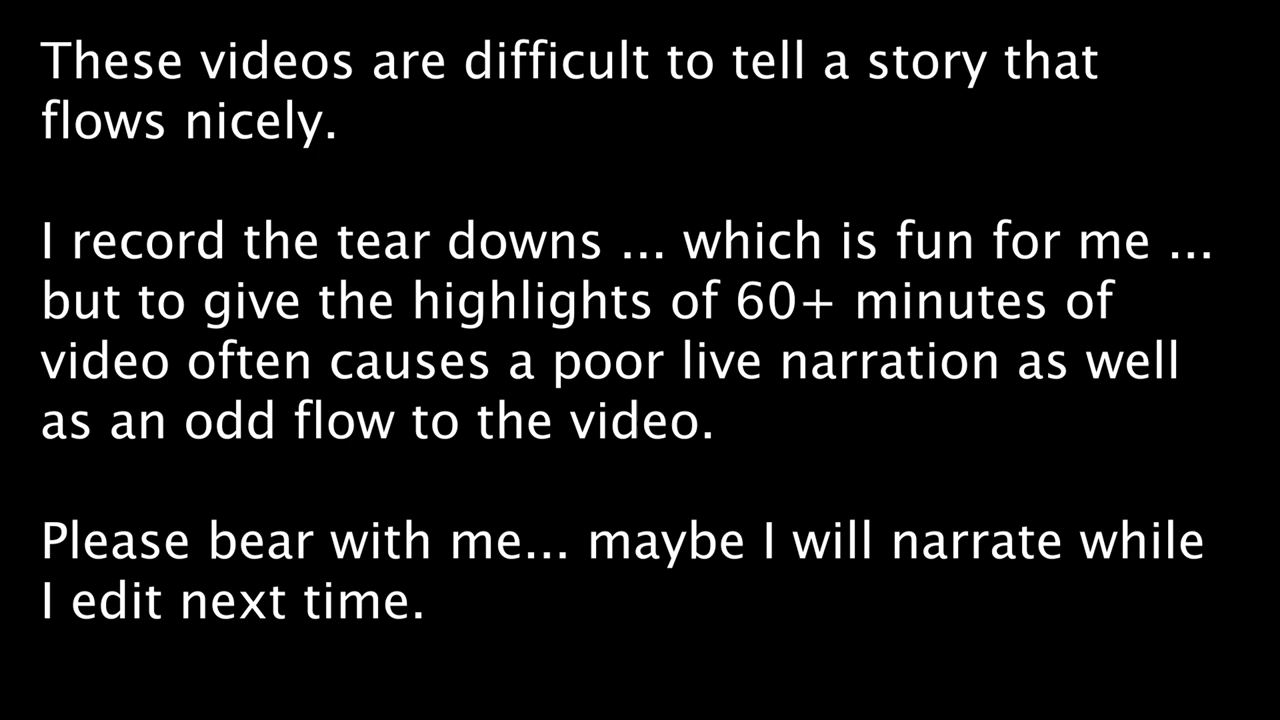 These videos are difficult to tell a story that
flows nicely.
I record the tear downs ... which is fun for me ...
but to give the highlights of 60+ minutes of
video often causes a poor live narration as well
as an odd flow to the video.
Please bear with me... maybe I will narrate while
I edit next time.